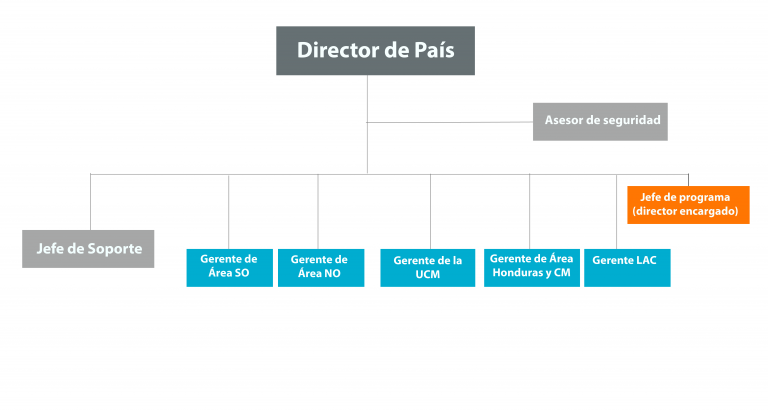 Director de País
Asesor de seguridad
Jefe de programa
(director encargado)
Jefe de Soporte
Gerente de
Área SO
Gerente de
Área NO
Gerente de la
UCM
Gerente de Área
Honduras y CM
Gerente LAC